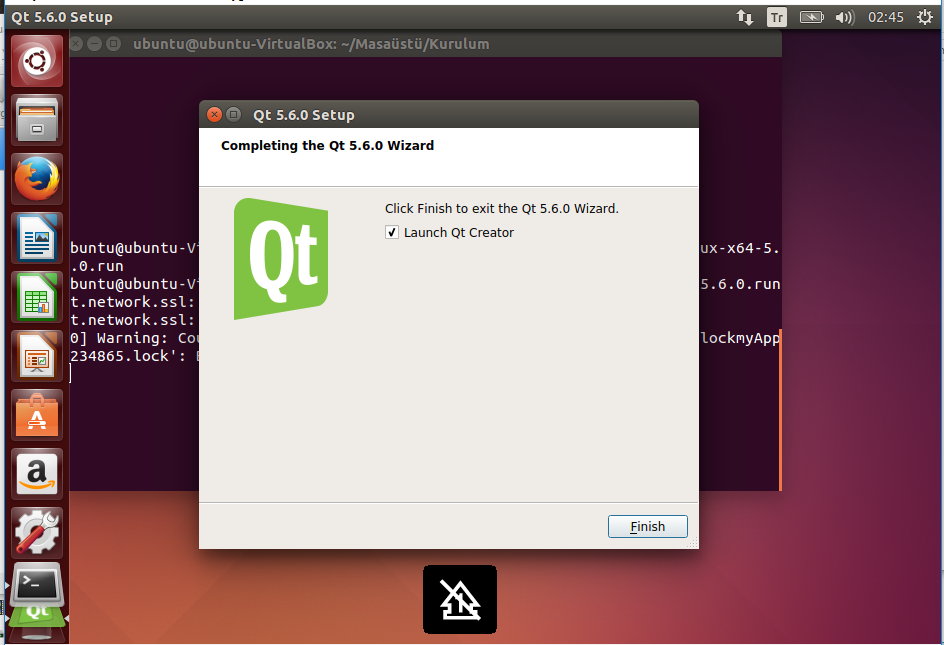 Qt 5.6.0 Setup
Tr
02:45
ubuntu@ubuntu-VirtualBox: ~/Masaüstü/Kurulum
Qt 5.6.0 Setup
Completing the Qt 5.6.0 Wizard
Qt
Click Finish to exit the Qt 5.6.0 Wizard.
Launch Qt Creator
buntu@ubuntu-Vi ux-x64-5.
.0.run
buntu@ubuntu-Vi 5.6.0.run
t.network.ssl:
t.network.ssl:
0] Warning: Cou lockmyApp
234865.lock':
Finish
A
a
>_
Qt